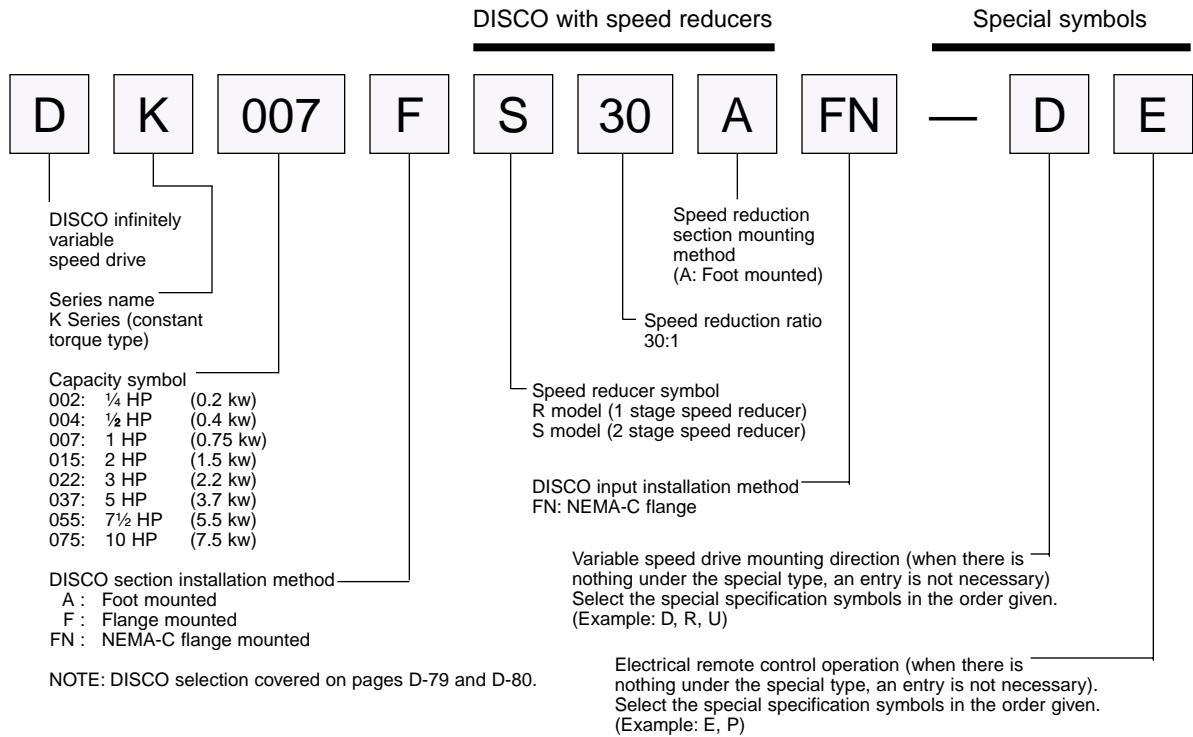 DISCO with speed reducers
Special symbols
D K 007 F S 30 A FN — D E
DISCO infinitely
variable
speed drive
Series name
K Series (constant
torque type)
Capacity symbol
002: ¼ HP (0.2 kw)
004: ½ HP (0.4 kw)
007: 1 HP (0.75 kw)
015: 2 HP (1.5 kw)
022: 3 HP (2.2 kw)
037: 5 HP (3.7 kw)
055: 7½ HP (5.5 kw)
075: 10 HP (7.5 kw)
DISCO section installation method
A : Foot mounted
F : Flange mounted
FN : NEMA-C flange mounted
NOTE: DISCO selection covered on pages D-79 and D-80.
Speed reduction
section mounting
method
(A: Foot mounted)
Speed reduction ratio
30:1
Speed reducer symbol
R model (1 stage speed reducer)
S model (2 stage speed reducer)
DISCO input installation method
FN: NEMA-C flange
Variable speed drive mounting direction (when there is
nothing under the special type, an entry is not necessary)
Select the special specification symbols in the order given.
(Example: D, R, U)
Electrical remote control operation (when there is
nothing under the special type, an entry is not necessary).
Select the special specification symbols in the order given.
(Example: E, P)